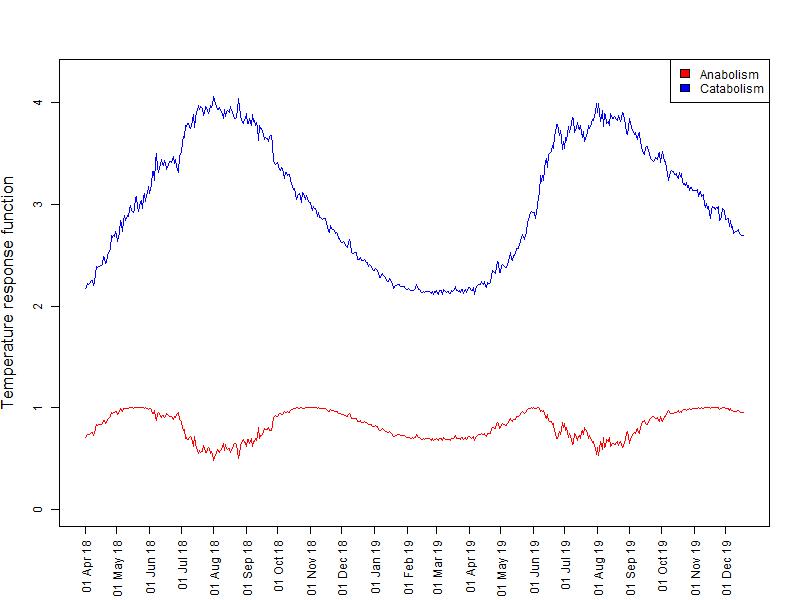 Anabolism
Catabolism
Temperature response function
4
3
2
1
0
01 Apr 18
01 May 18
01 Jun 18
01 Jul 18
01 Aug 18
01 Sep 18
01 Oct 18
01 Nov 18
01 Dec 18
01 Jan 19
01 Feb 19
01 Mar 19
01 Apr 19
01 May 19
01 Jun 19
01 Jul 19
01 Aug 19
01 Sep 19
01 Oct 19
01 Nov 19
01 Dec 19